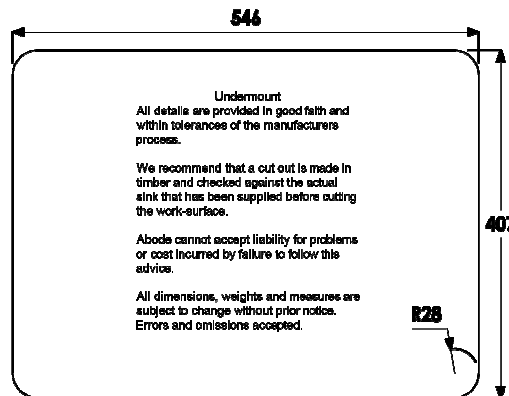 546
Undermount
All details are provided in good faith and
within tolerances of the manufacturers
process.
We recommend that a cut out is made in
timber and checked against the actual
sink that has been supplied before cutting
the work-surface.
407
Abode cannot accept liability for problems
or cost incurred by failure to follow this
advice.
All dimensions, weights and measures are
subject to change without prior notice.
Errors and omissions accepted.
R28